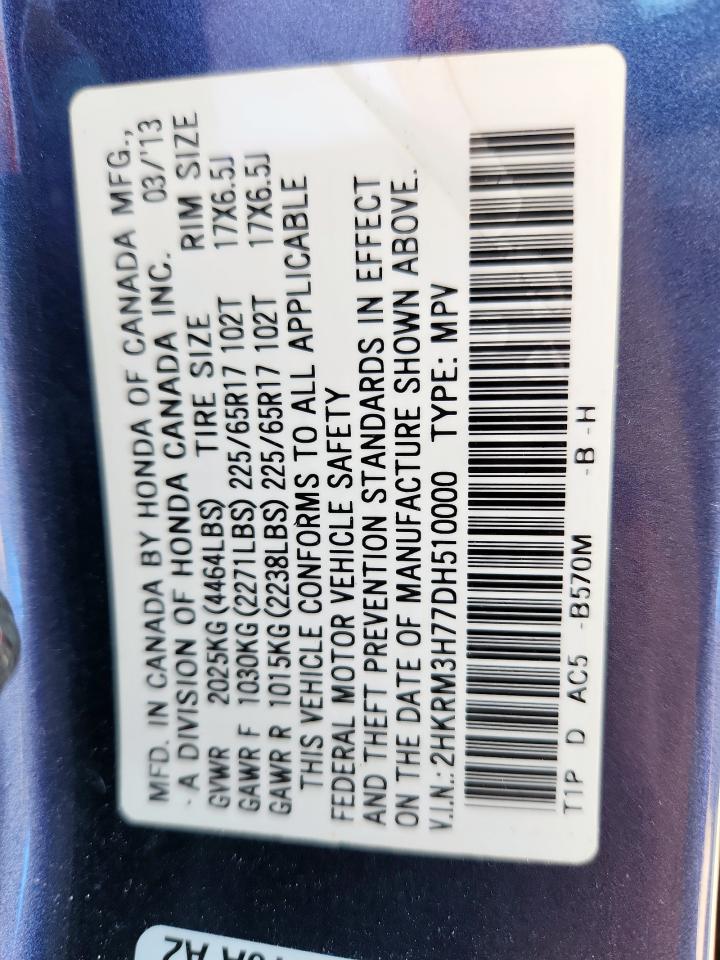 MFD. IN CANADA BY HONDA OF CANADA MFG.,
- A DIVISION OF HONDA CANADA INC. 03/'13
GVWR 2025KG (4464LBS) TIRE SIZE RIM SIZE
GAWR F 1030KG (2271LBS) 225/65R17 102T 17X6.5J
GAWR R 1015KG (2238LBS) 225/65R17 102T 17X6.5J
THIS VEHICLE CONFORMS TO ALL APPLICABLE
FEDERAL MOTOR VEHICLE SAFETY
AND THEFT PREVENTION STANDARDS IN EFFECT
ON THE DATE OF MANUFACTURE SHOWN ABOVE.
V.I.N.: 2HKRM3H77DH510000 TYPE: MPV
T1P D AC5 -B570M -B -H
A2